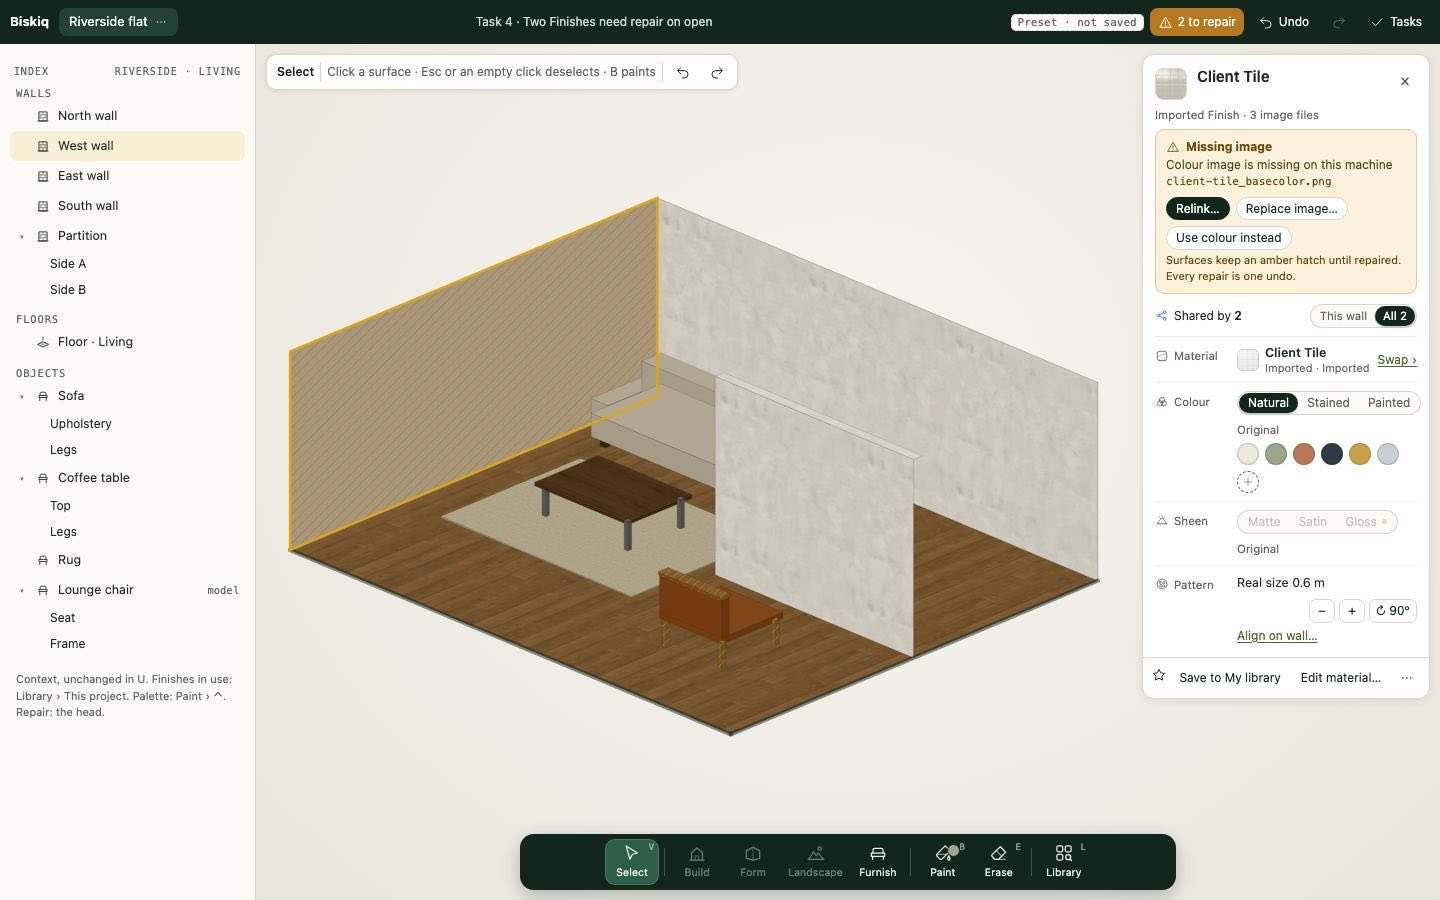 Biskiq
Riverside flat ···
Task 4 · Two Finishes need repair on open
Preset · not saved
2 to repair
Undo
Tasks
INDEX
RIVERSIDE · LIVING
WALLS
North wall
West wall
East wall
South wall
Partition
Side A
Side B
FLOORS
Floor · Living
OBJECTS
Sofa
Upholstery
Legs
Coffee table
Top
Legs
Rug
Lounge chair
model
Seat
Frame
Context, unchanged in U. Finishes in use:
Library › This project. Palette: Paint › ^.
Repair: the head.
Select
Click a surface · Esc or an empty click deselects · B paints
Client Tile
Imported Finish · 3 image files
Missing image
Colour image is missing on this machine
client-tile_basecolor.png
Relink…
Replace image…
Use colour instead
Surfaces keep an amber hatch until repaired.
Every repair is one undo.
Shared by 2
This wall
All 2
Material
Client Tile
Imported · Imported
Swap ›
Colour
Natural
Stained
Painted
Original
Sheen
Matte
Satin
Gloss
Original
Pattern
Real size 0.6 m
− + ↻ 90°
Align on wall…
Save to My library
Edit material…
···
Select V
Build
Form
Landscape
Furnish
Paint B
Erase E
Library L